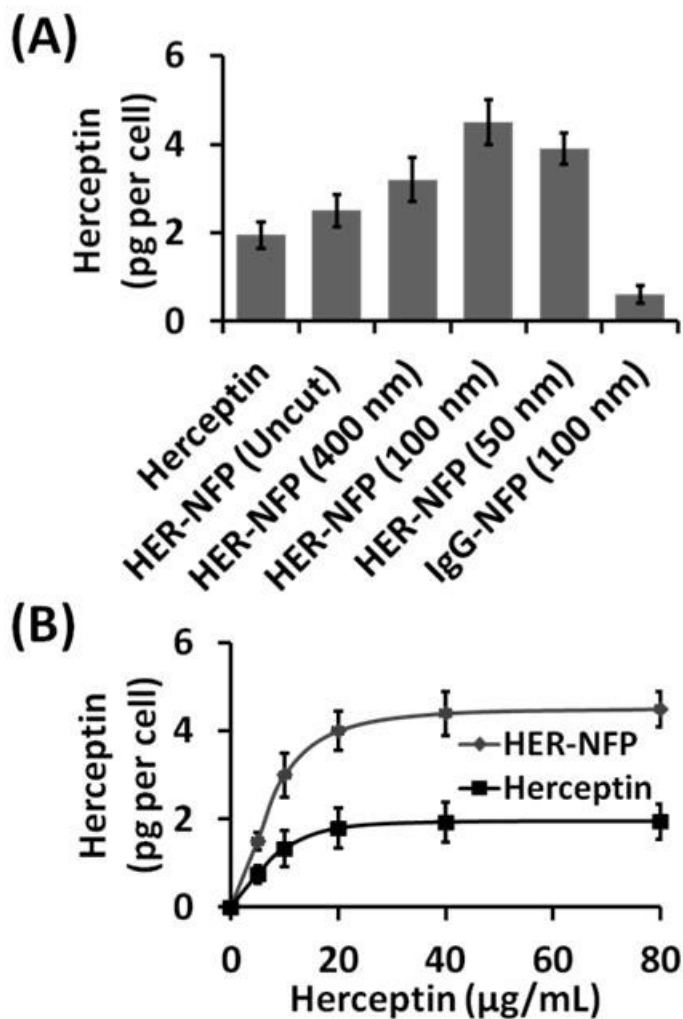 (A)
Herceptin
(pg per cell)
6
4
2
0
Herceptin
HER-NFP (Uncut)
HER-NFP (400 nm)
HER-NFP (100 nm)
HER-NFP (50 nm)
IgG-NFP (100 nm)
(B)
Herceptin
(pg per cell)
6
4
2
0
HER-NFP
Herceptin
0 20 40 60 80
Herceptin (µg/mL)